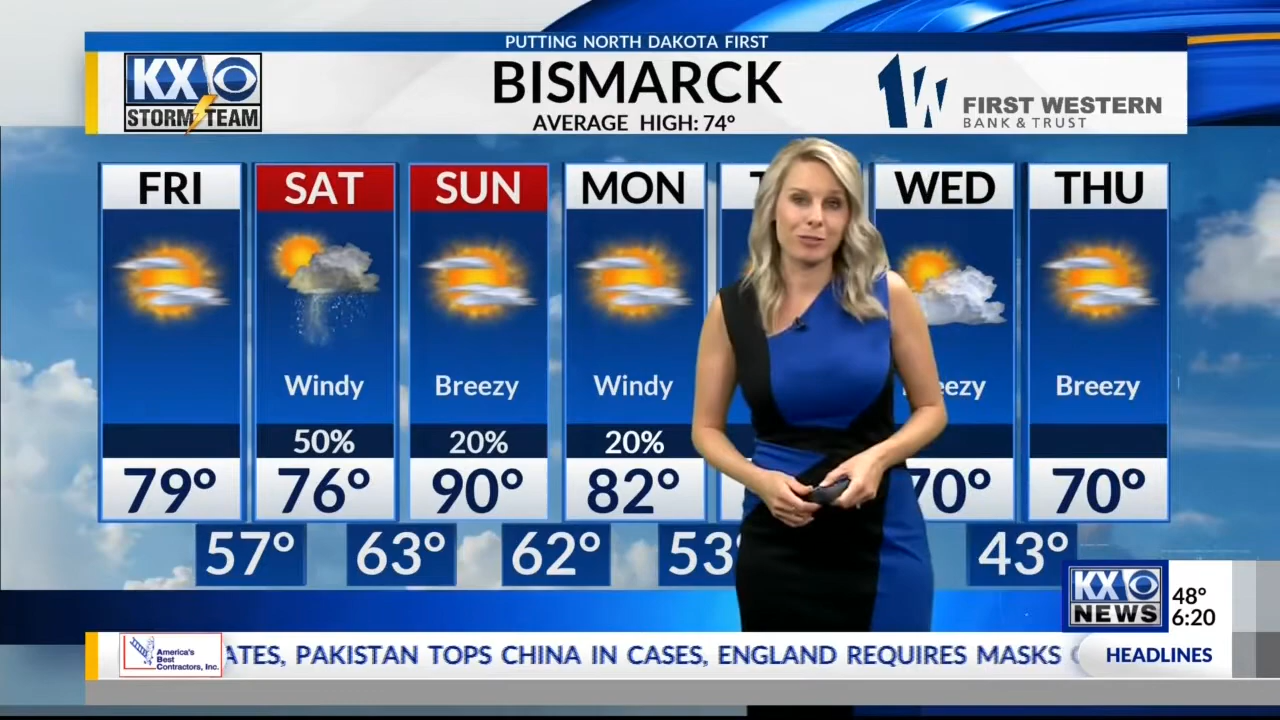 PUTTING NORTH DAKOTA FIRST
KX
STORM TEAM
BISMARCK
AVERAGE HIGH: 74°
FIRST WESTERN
BANK & TRUST
FRI SAT SUN MON WED THU
Windy Breezy Windy Breezy
50% 20% 20%
79° 76° 90° 82° 70° 70°
57° 63° 62° 53° 43°
KX
NEWS
48°
6:20
America's
Best
Contractors, Inc.
PAKISTAN TOPS CHINA IN CASES, ENGLAND REQUIRES MASKS
HEADLINES